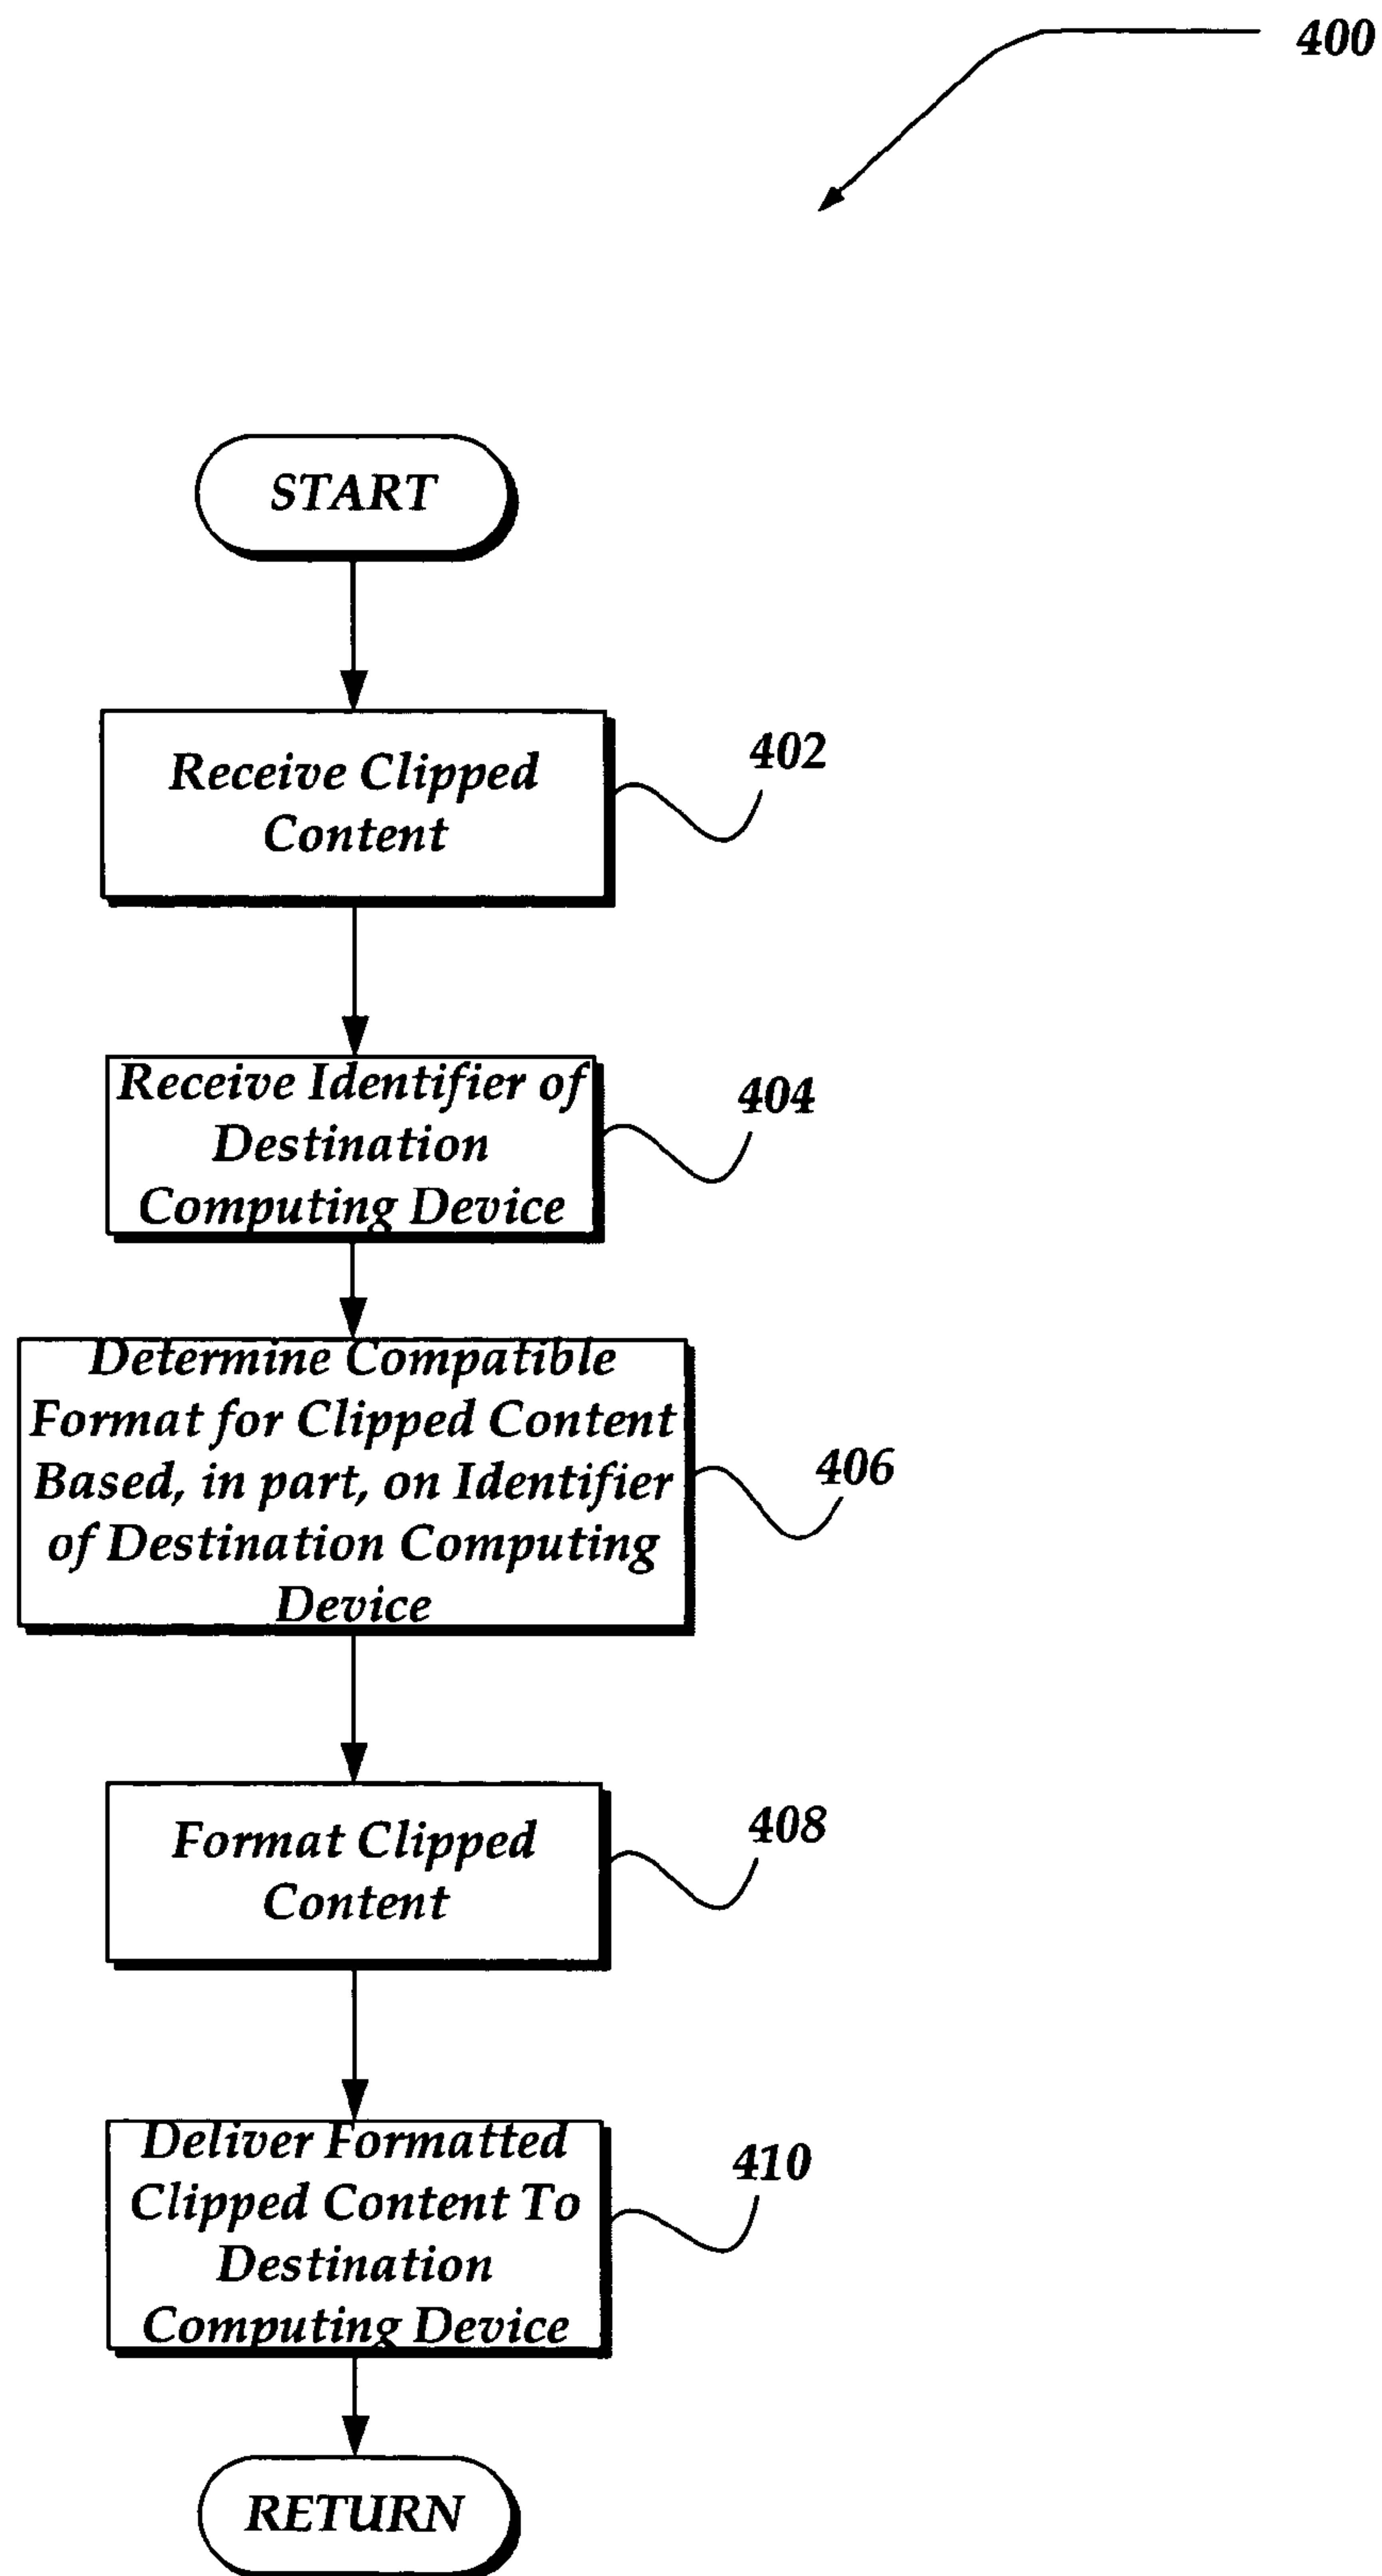 400
START
Receive Clipped
Content
402
Receive Identifier of
Destination
Computing Device
404
Determine Compatible
Format for Clipped Content
Based, in part, on Identifier
of Destination Computing
Device
406
Format Clipped
Content
408
Deliver Formatted
Clipped Content To
Destination
Computing Device
410
RETURN